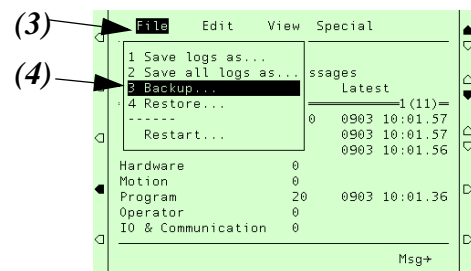 (3) File Edit View Special
1 Save logs as...
2 Save all logs as... ssages
(4) 3 Backup... Latest
4 Restore... 1(11)
------ 0 0903 10:01.57
Restart... 0903 10:01.57
0903 10:01.56
Hardware 0
Motion 0
Program 20 0903 10:01.36
Operator 0
IO & Communication 0
Msg→